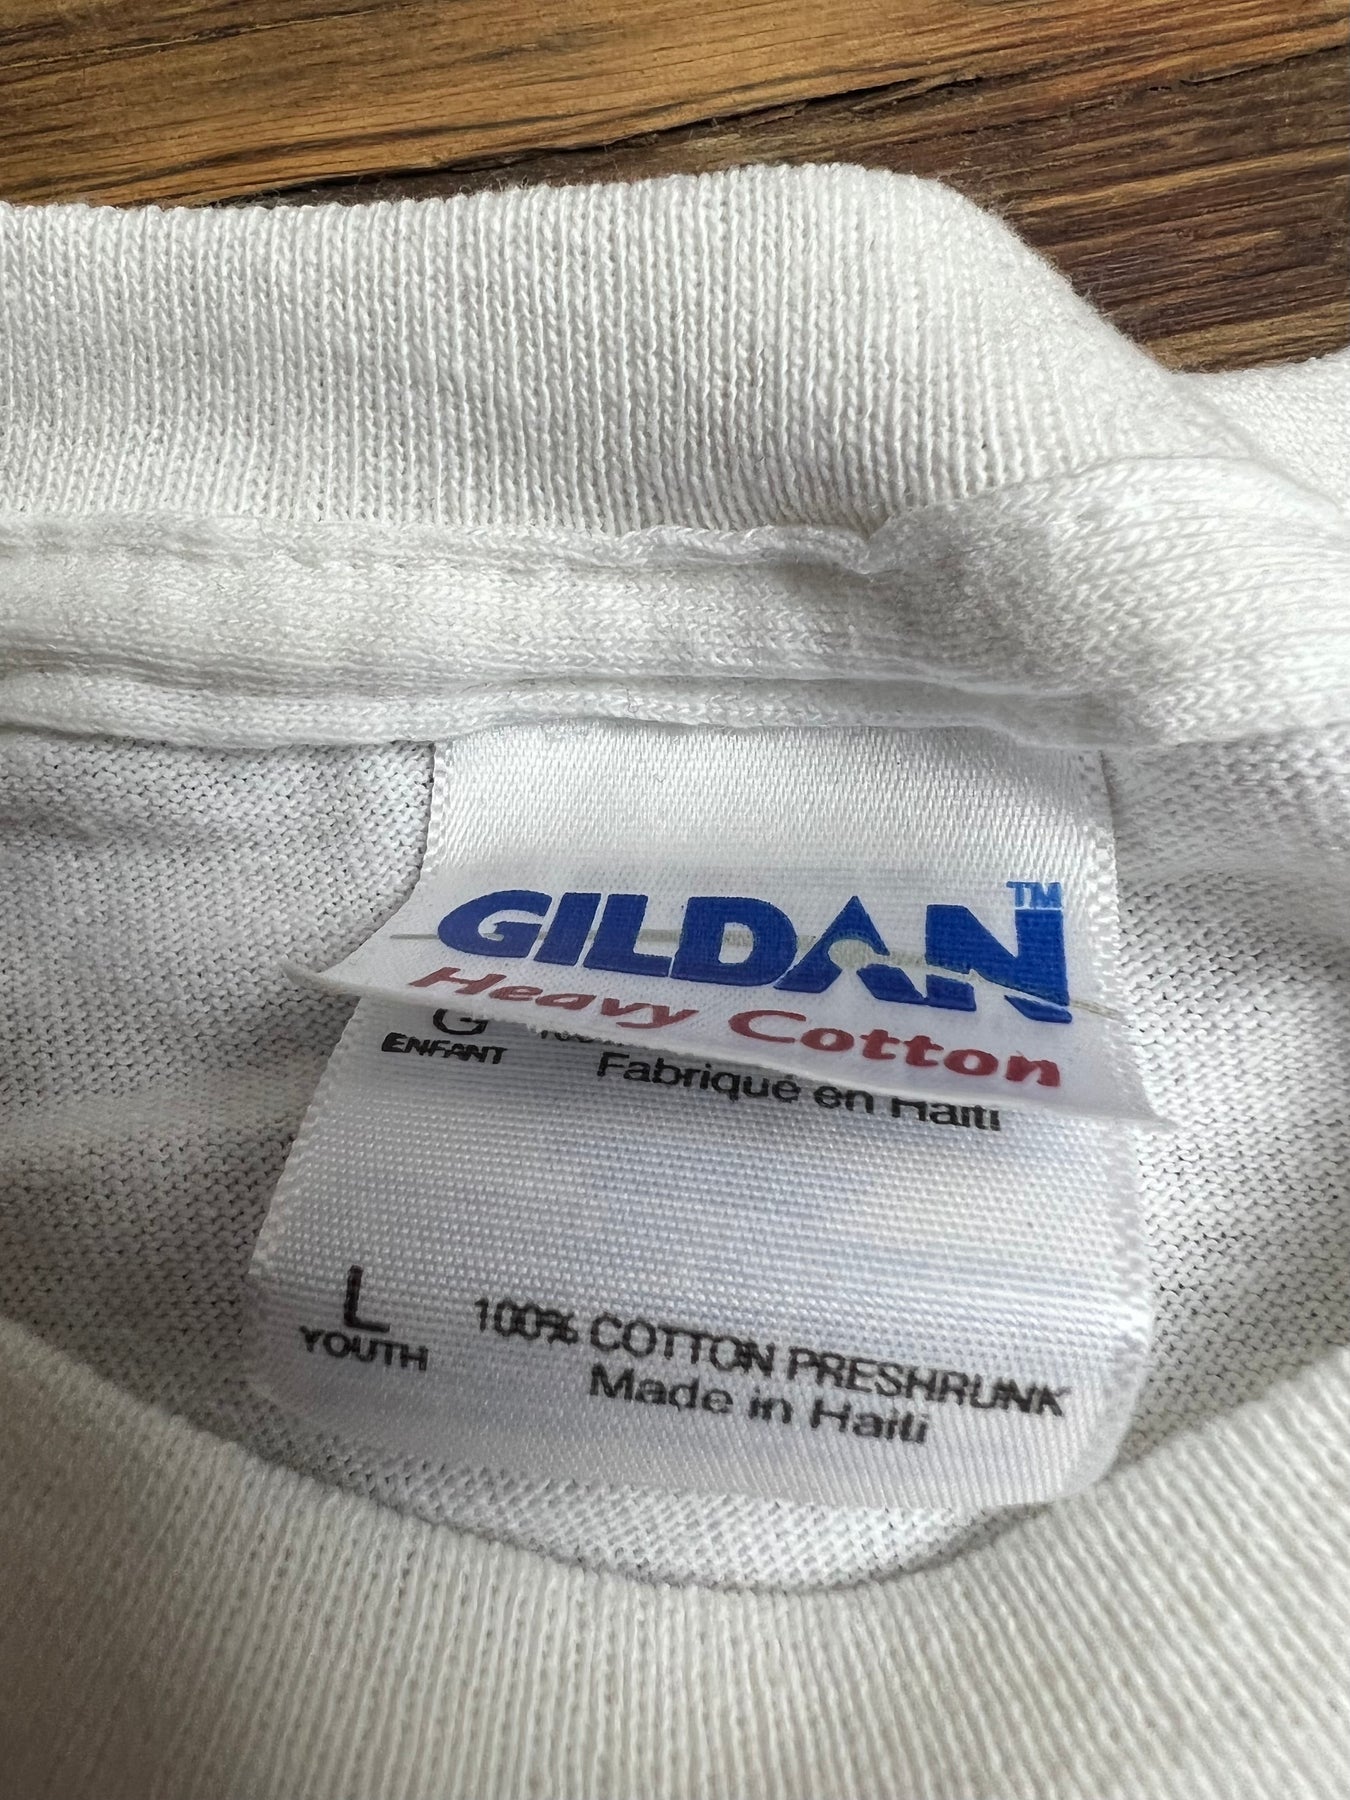 GILDAN™
Heavy Cotton
G
ENFANT
Fabriqué en Haïti
L
YOUTH
100% COTTON PRESHRUNK
Made in Haiti